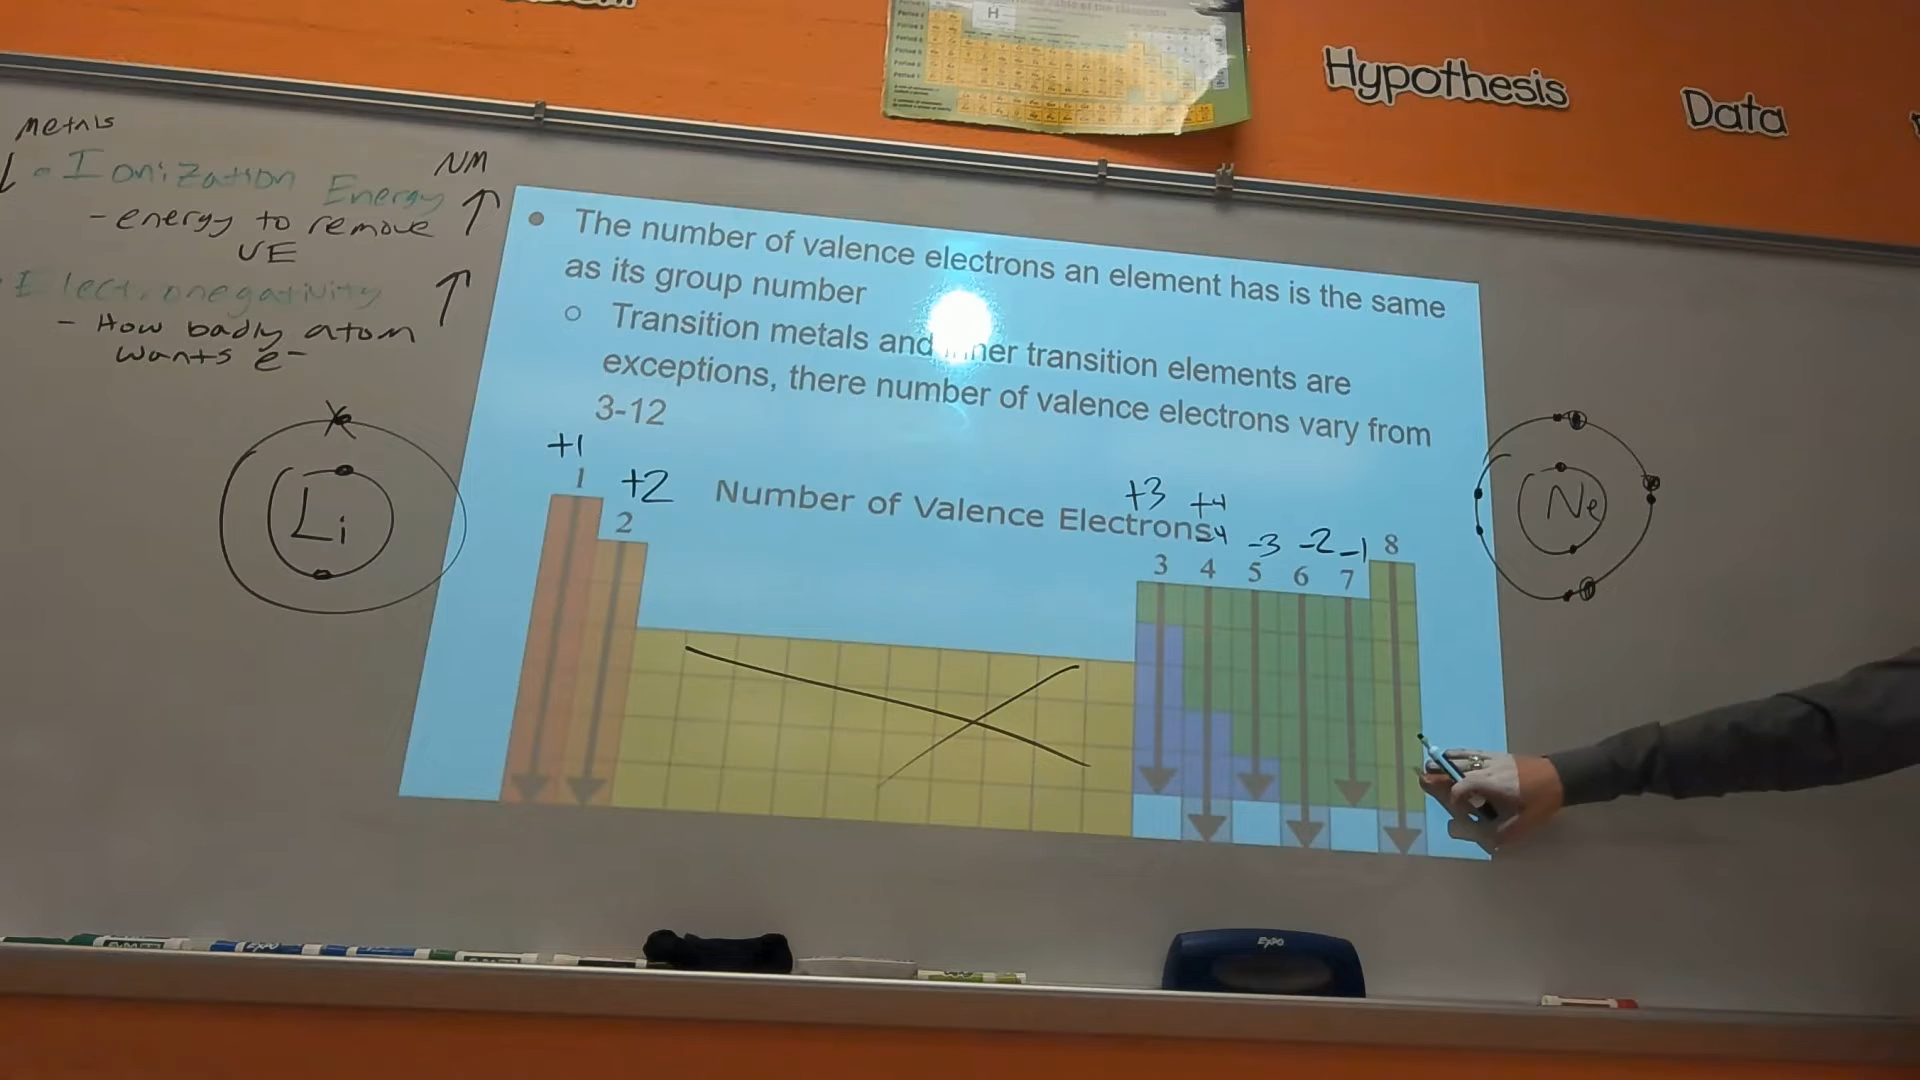 H
Hypothesis
Data
Metals
Ionization Energy
NM
- energy to remove
VE
Electronegativity
- How badly atom
wants e-
Li
• The number of valence electrons an element has is the same
as its group number
○ Transition metals and inner transition elements are
exceptions, there number of valence electrons vary from
3-12
+1
+2
+3 +4
Number of Valence Electrons
-4 -3 -2 -1
1
2
3 4 5 6 7 8
Ne
EXPO
EXPO